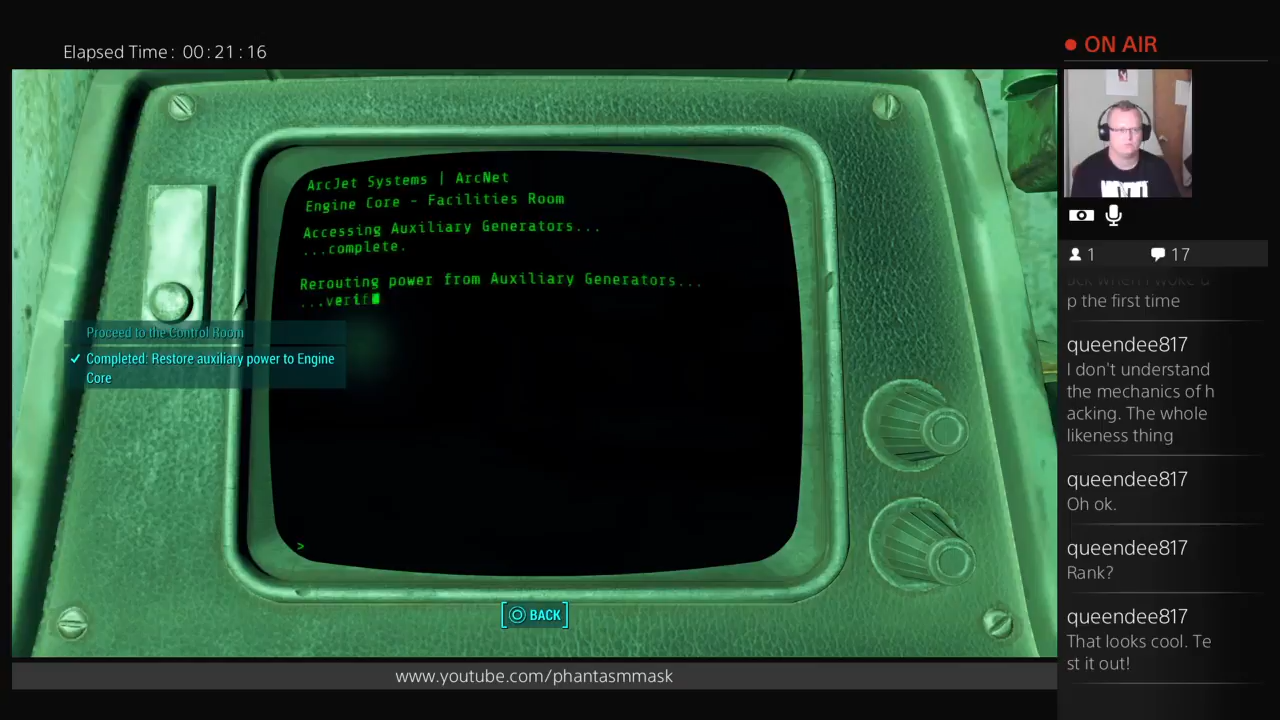 Elapsed Time: 00:21:16
ON AIR
ArcJet Systems | ArcNet
Engine Core - Facilities Room
Accessing Auxiliary Generators...
...complete.
Rerouting power from Auxiliary Generators...
...verif
Proceed to the Control Room
Completed: Restore auxiliary power to Engine
Core
>
BACK
www.youtube.com/phantasmmask
1 17
p the first time
queendee817
I don't understand
the mechanics of h
acking. The whole
likeness thing
queendee817
Oh ok.
queendee817
Rank?
queendee817
That looks cool. Te
st it out!